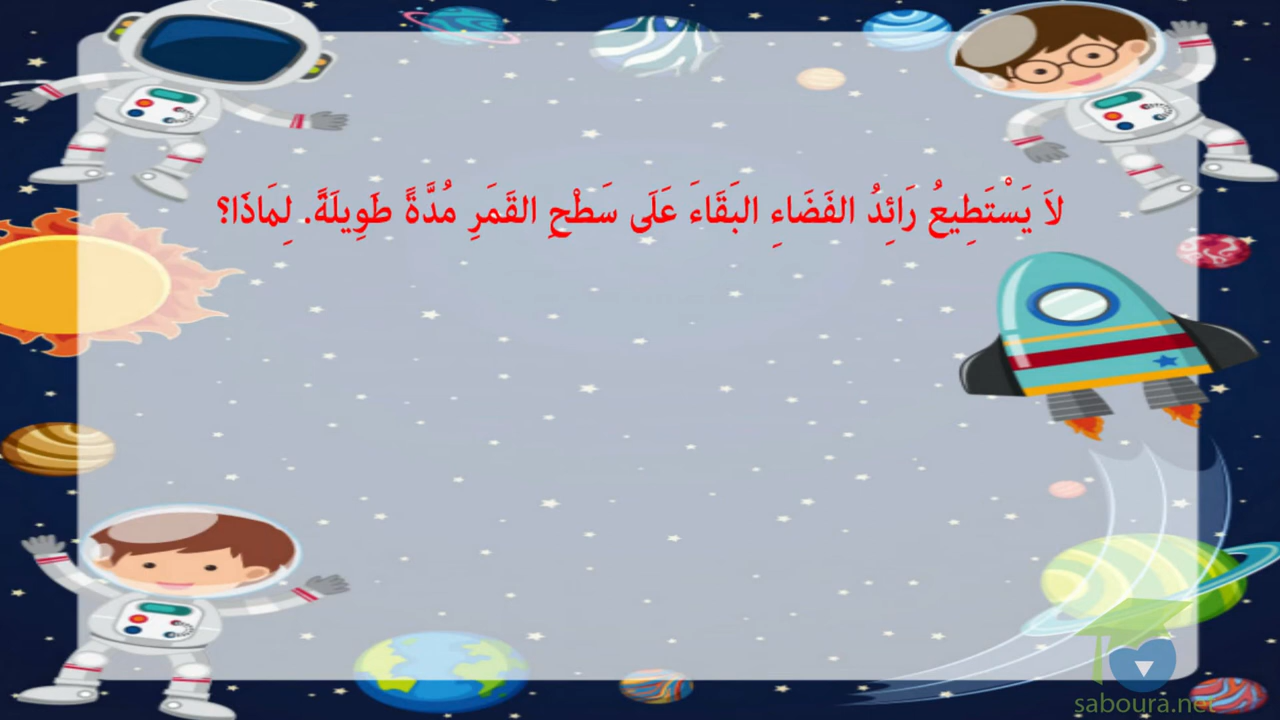 لاَ يَسْتَطِيعُ رَائِدُ الفَضَاءِ البَقَاءَ عَلَى سَطْحِ القَمَرِ مُدَّةً طَوِيلَةً. لِمَاذَا؟
saboura.net